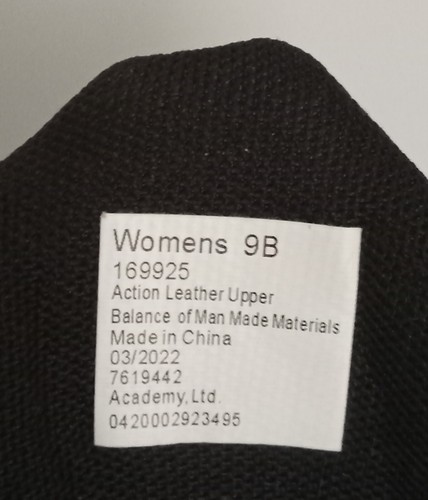 Womens 9B
169925
Action Leather Upper
Balance of Man Made Materials
Made in China
03/2022
7619442
Academy, Ltd.
0420002923495